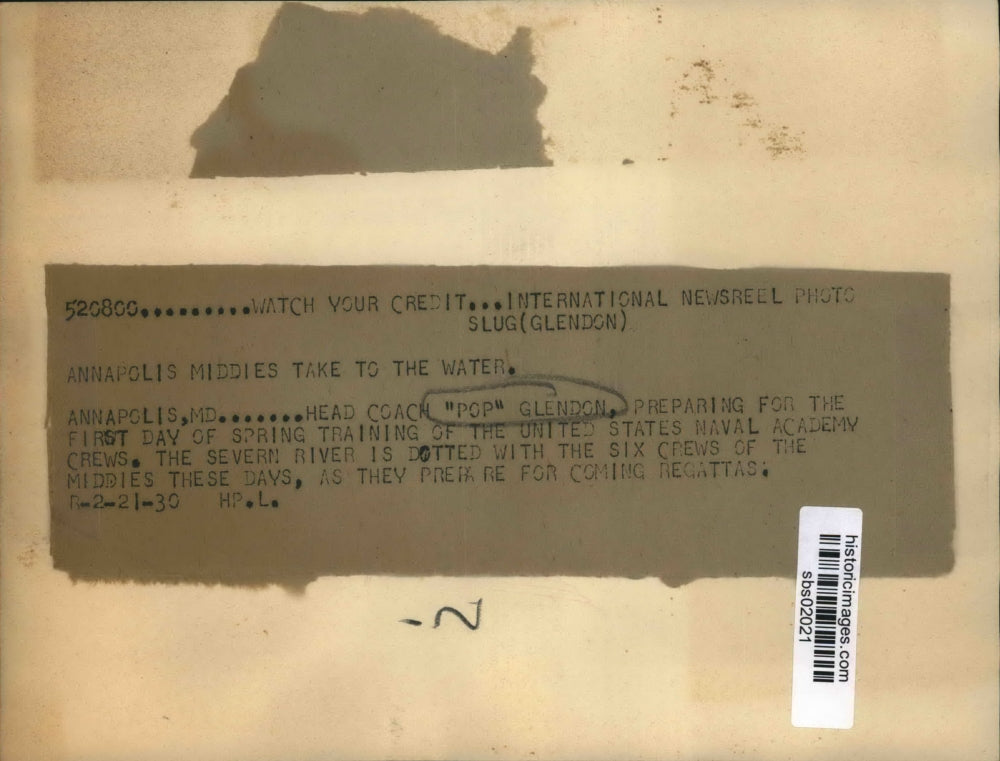 520800..........WATCH YOUR CREDIT...INTERNATIONAL NEWSREEL PHOTO
SLUG(GLENDON)
ANNAPOLIS MIDDIES TAKE TO THE WATER.
ANNAPOLIS,MD.......HEAD COACH "POP" GLENDON, PREPARING FOR THE
FIRST DAY OF SPRING TRAINING OF THE UNITED STATES NAVAL ACADEMY
CREWS. THE SEVERN RIVER IS DOTTED WITH THE SIX CREWS OF THE
MIDDIES THESE DAYS, AS THEY PREPA RE FOR COMING REGATTAS.
R-2-21-30 HP.L.
historicimages.com
sbs02021